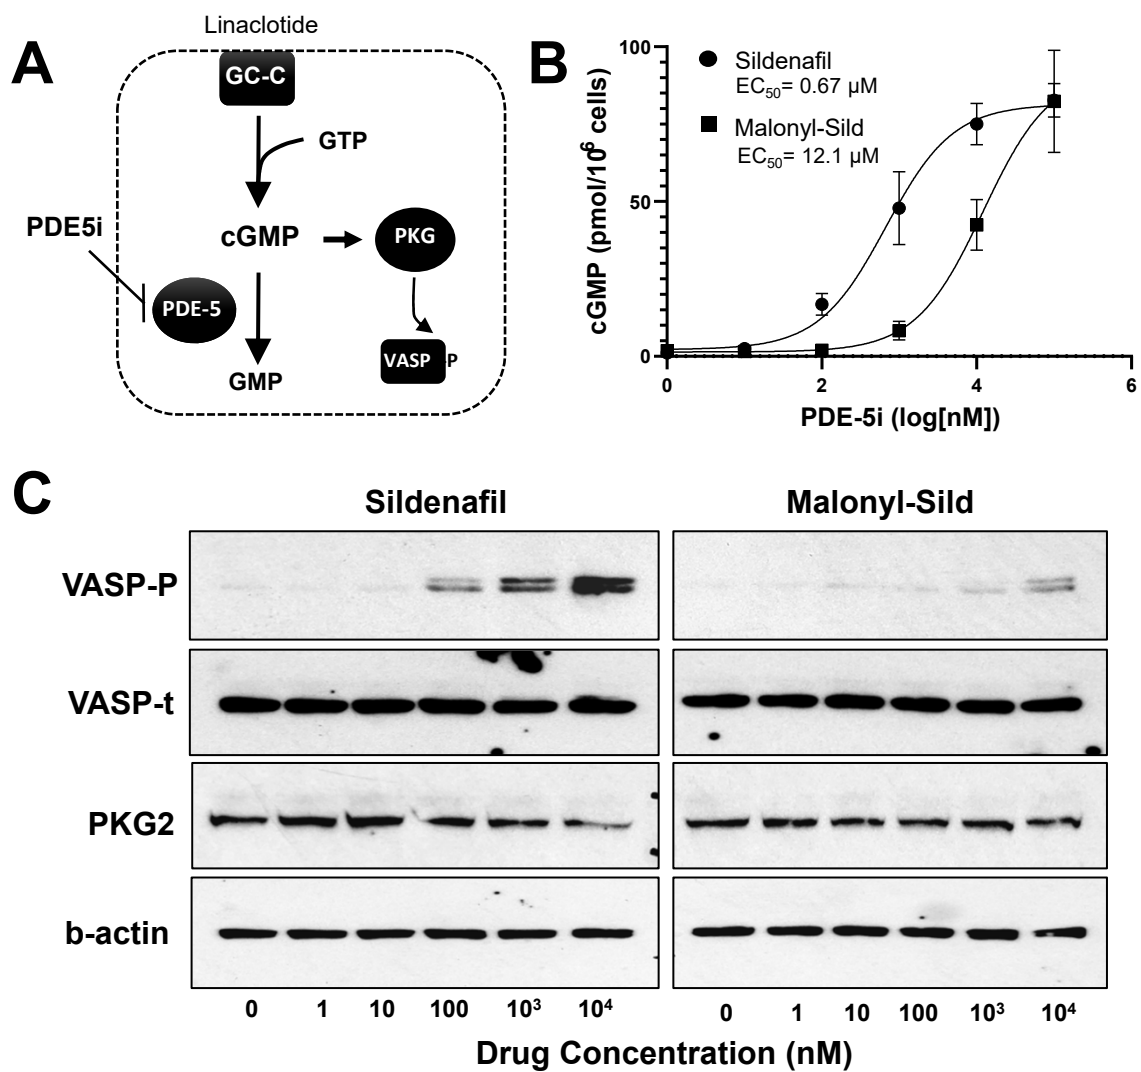 Linaclotide
A
GC-C
GTP
PDE5i
cGMP
PKG
PDE-5
VASP
P
GMP
B
Sildenafil
EC₅₀= 0.67 µM
Malonyl-Sild
EC₅₀= 12.1 µM
cGMP (pmol/10⁶ cells)
100
50
0
0
2
4
6
PDE-5i (log[nM])
C
Sildenafil
Malonyl-Sild
VASP-P
VASP-t
PKG2
b-actin
0 1 10 100 10³ 10⁴
0 1 10 100 10³ 10⁴
Drug Concentration (nM)